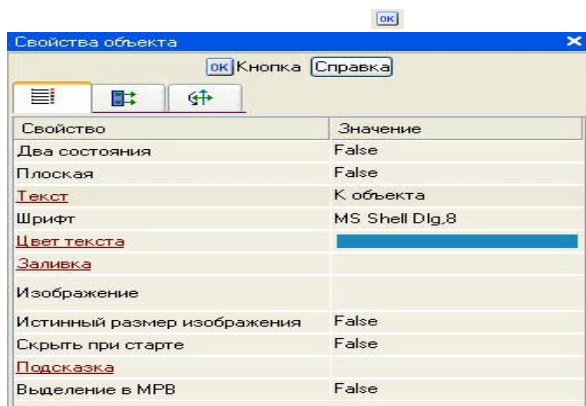 OK
Свойства объекта
OK Кнопка Справка
Свойство Значение
Два состояния False
Плоская False
Текст К объекта
Шрифт MS Shell Dlg,8
Цвет текста
Заливка
Изображение
Истинный размер изображения False
Скрыть при старте False
Подсказка
Выделение в МРВ False